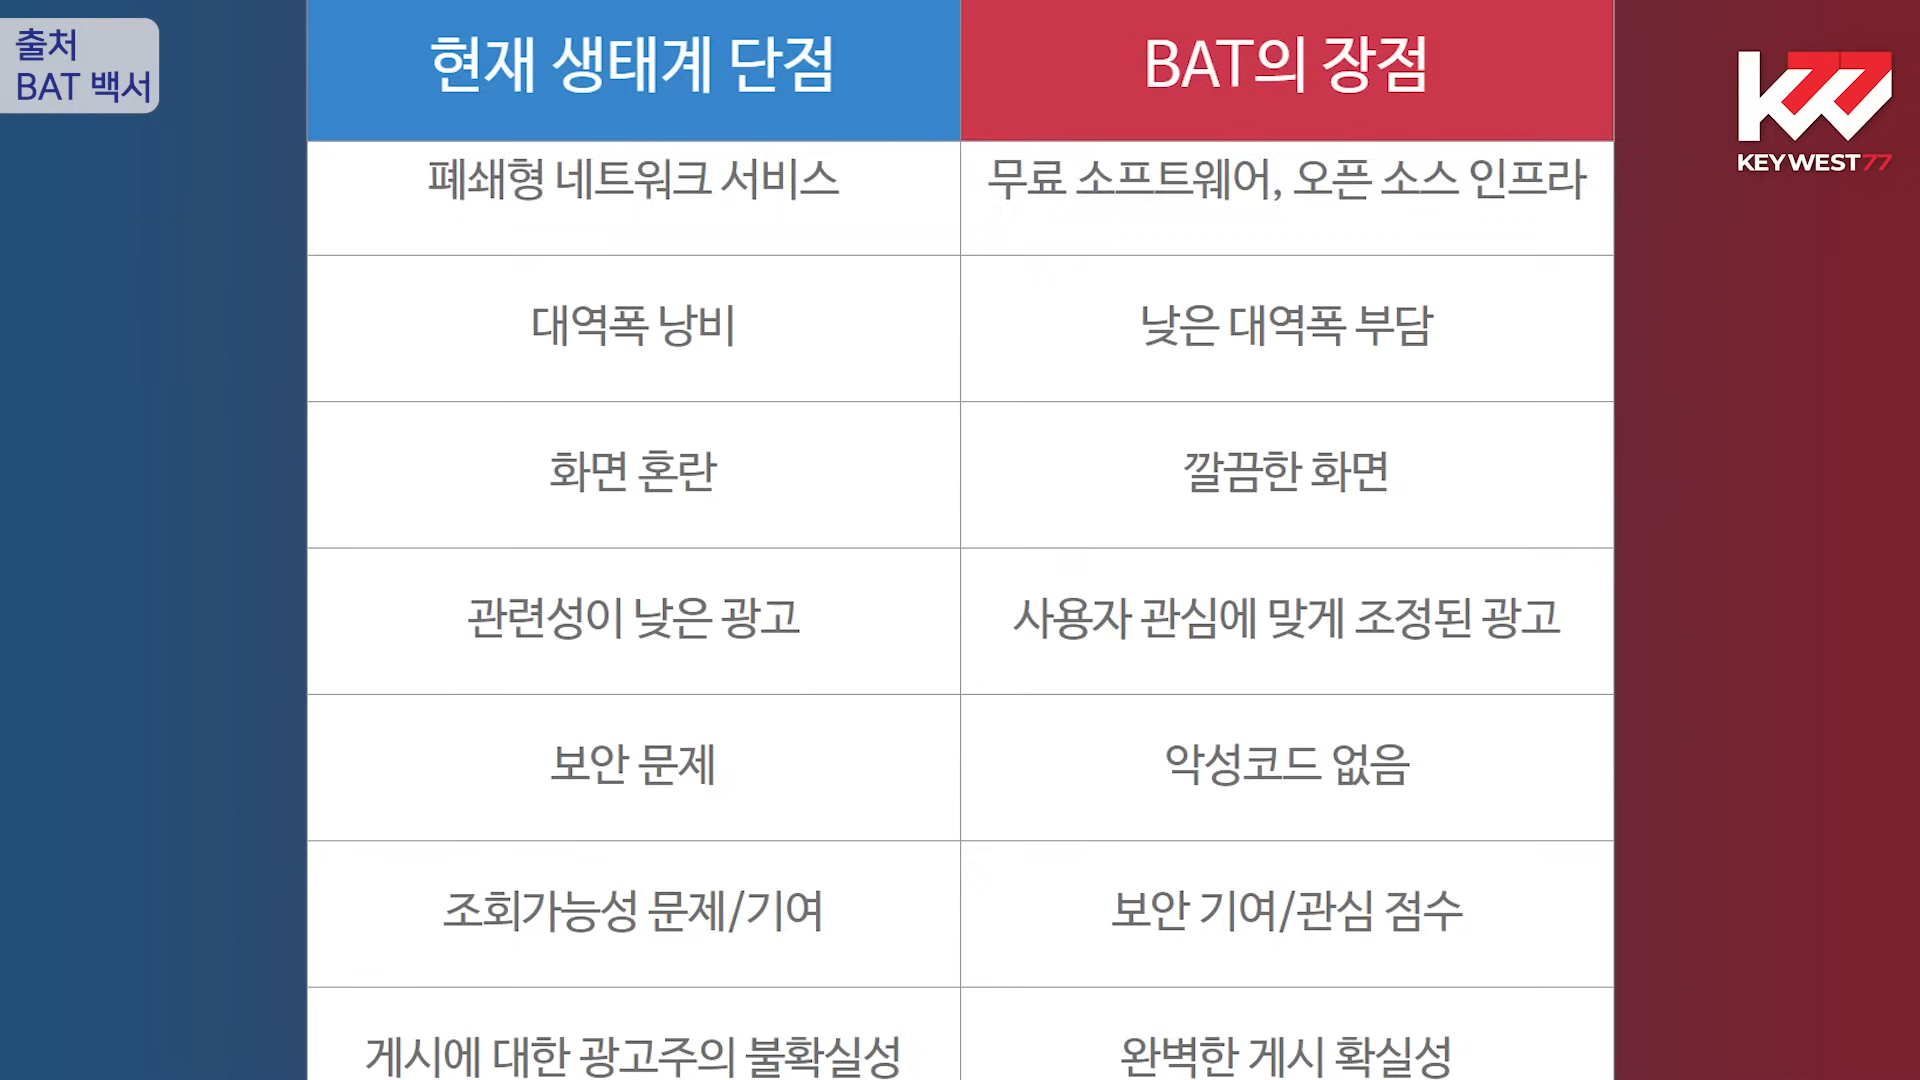 출처
BAT 백서
현재 생태계 단점
BAT의 장점
KEYWEST77
폐쇄형 네트워크 서비스
무료 소프트웨어, 오픈 소스 인프라
대역폭 낭비
낮은 대역폭 부담
화면 혼란
깔끔한 화면
관련성이 낮은 광고
사용자 관심에 맞게 조정된 광고
보안 문제
악성코드 없음
조회가능성 문제/기여
보안 기여/관심 점수
게시에 대한 광고주의 불확실성
완벽한 게시 확실성